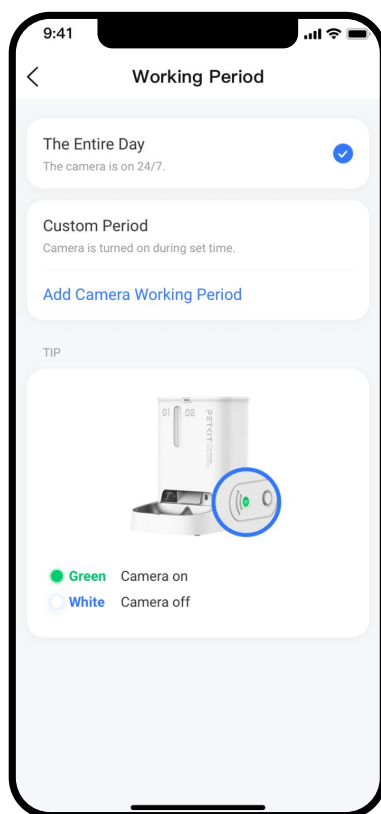 9:41
Working Period
The Entire Day
The camera is on 24/7.
Custom Period
Camera is turned on during set time.
Add Camera Working Period
TIP
01 02
PETKIT
Green Camera on
White Camera off